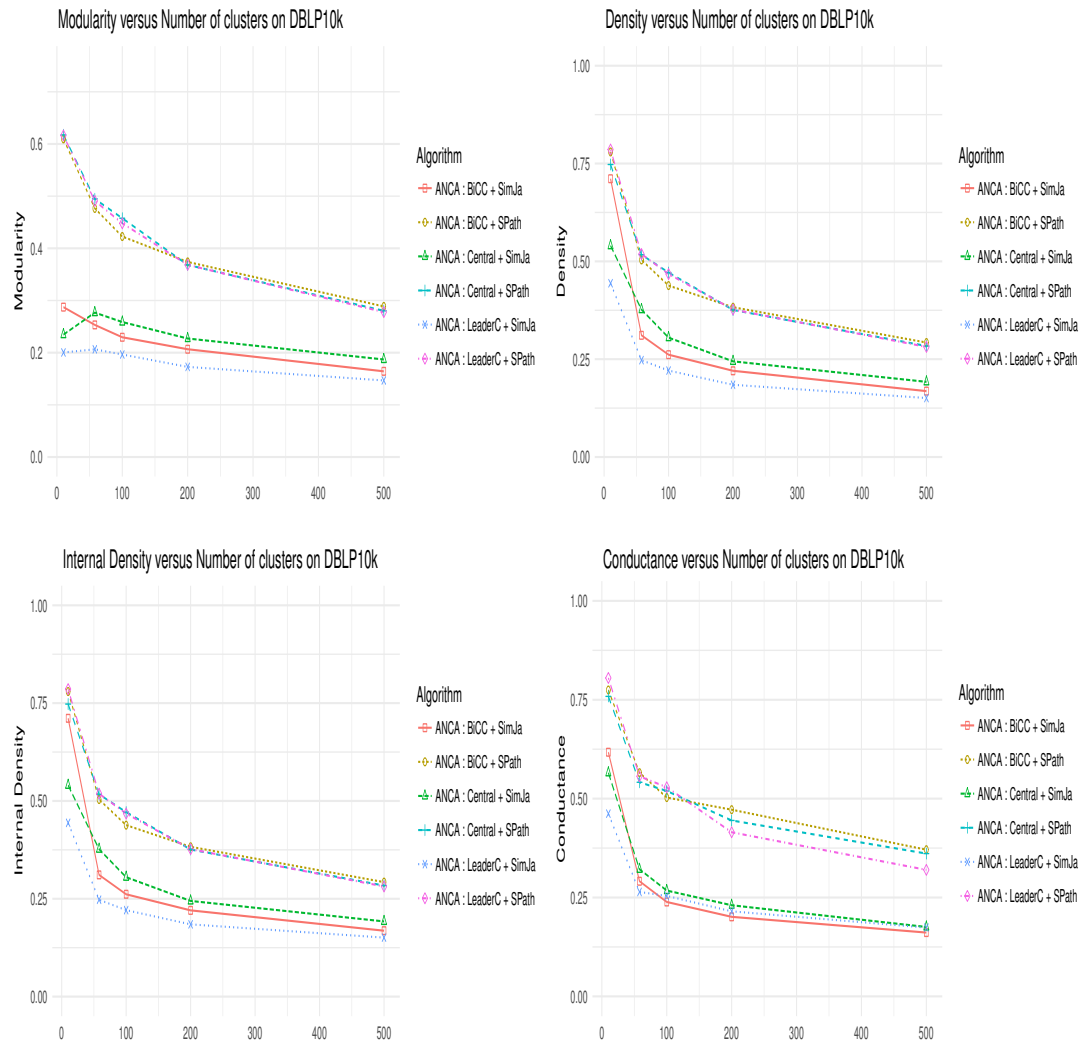 Modularity versus Number of clusters on DBLP10k
Modularity
0.6
0.4
0.2
0.0
0 100 200 300 400 500
Algorithm
ANCA : BiCC + SimJa
ANCA : BiCC + SPath
ANCA : Central + SimJa
ANCA : Central + SPath
ANCA : LeaderC + SimJa
ANCA : LeaderC + SPath
Density versus Number of clusters on DBLP10k
Density
1.00
0.75
0.50
0.25
0.00
0 100 200 300 400 500
Algorithm
ANCA : BiCC + SimJa
ANCA : BiCC + SPath
ANCA : Central + SimJa
ANCA : Central + SPath
ANCA : LeaderC + SimJa
ANCA : LeaderC + SPath
Internal Density versus Number of clusters on DBLP10k
Internal Density
1.00
0.75
0.50
0.25
0.00
0 100 200 300 400 500
Algorithm
ANCA : BiCC + SimJa
ANCA : BiCC + SPath
ANCA : Central + SimJa
ANCA : Central + SPath
ANCA : LeaderC + SimJa
ANCA : LeaderC + SPath
Conductance versus Number of clusters on DBLP10k
Conductance
1.00
0.75
0.50
0.25
0.00
0 100 200 300 400 500
Algorithm
ANCA : BiCC + SimJa
ANCA : BiCC + SPath
ANCA : Central + SimJa
ANCA : Central + SPath
ANCA : LeaderC + SimJa
ANCA : LeaderC + SPath